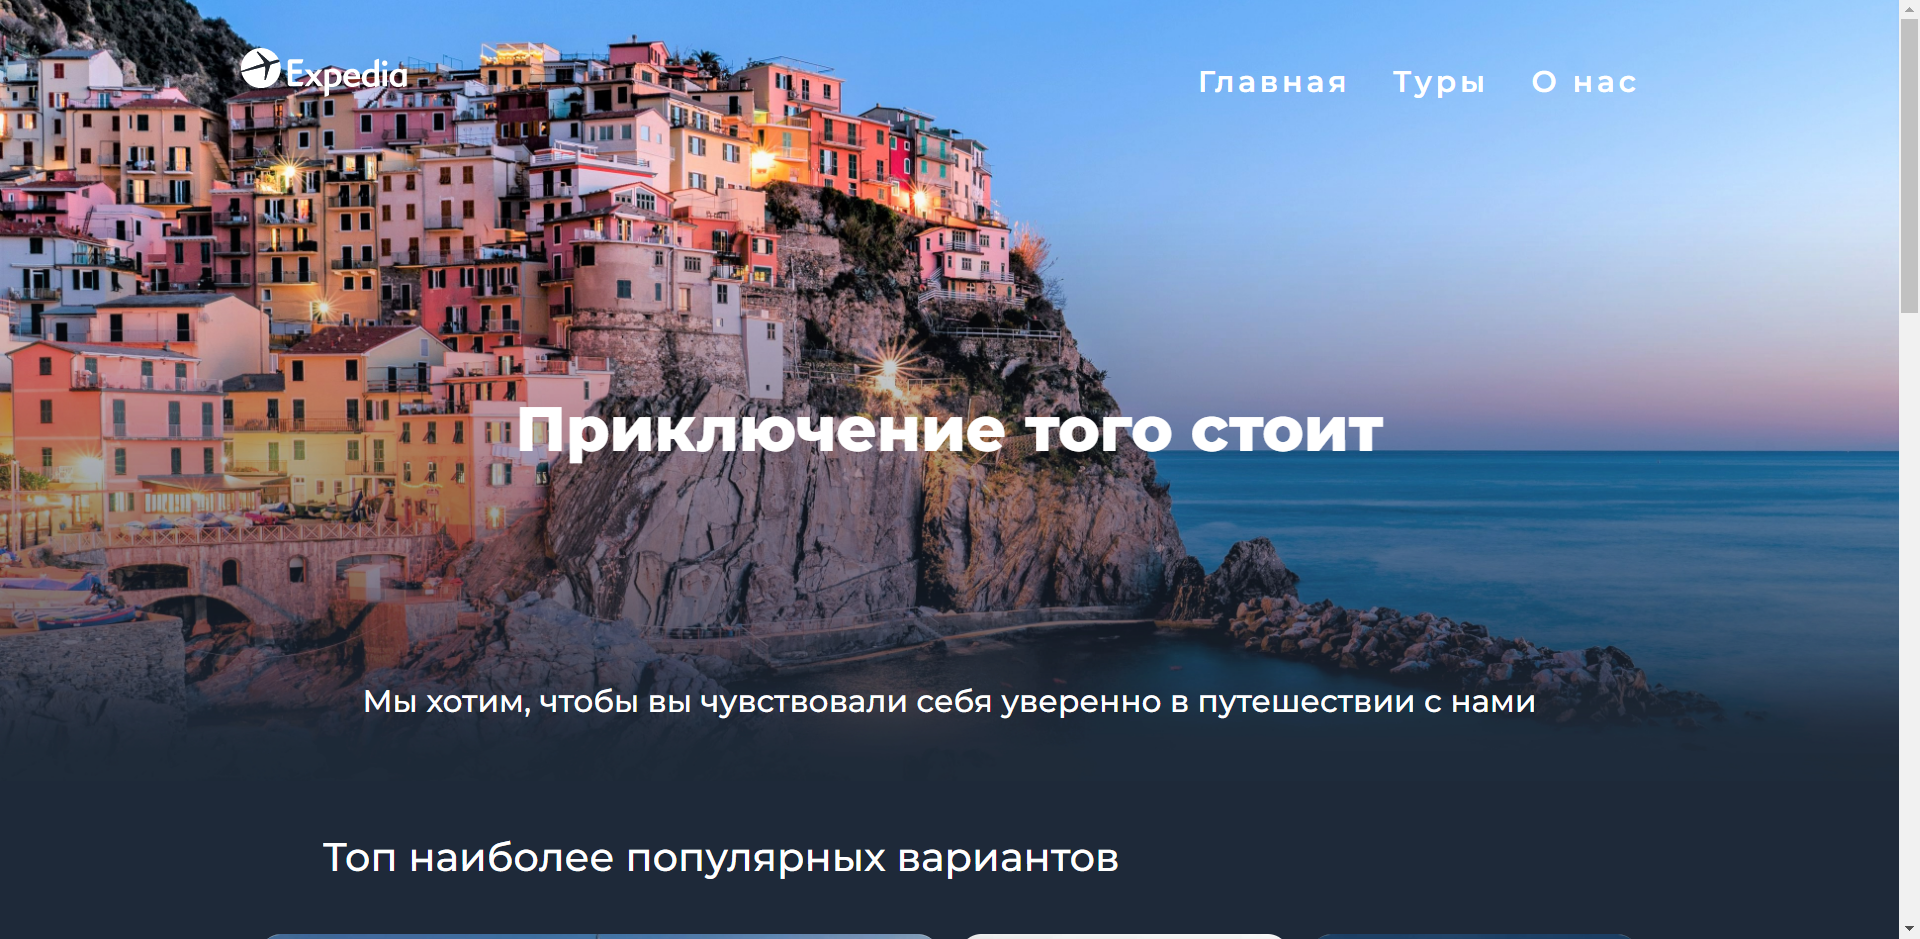 Expedia
Главная Туры О нас
Приключение того стоит
Мы хотим, чтобы вы чувствовали себя уверенно в путешествии с нами
Топ наиболее популярных вариантов